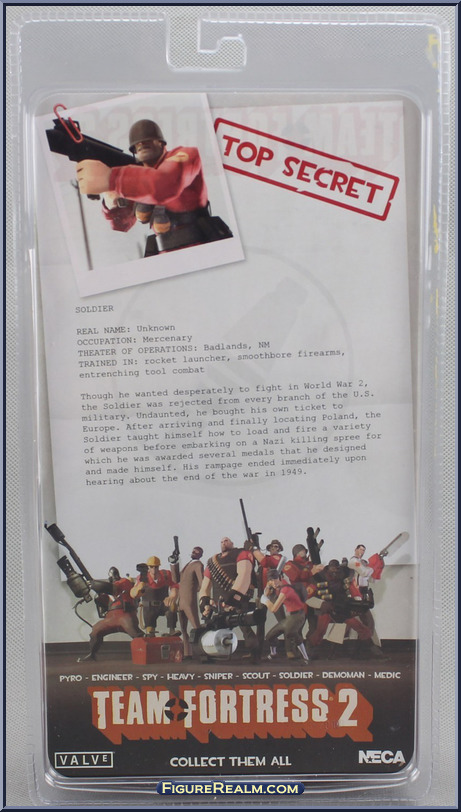 TOP SECRET
SOLDIER
REAL NAME: Unknown
OCCUPATION: Mercenary
THEATER OF OPERATIONS: Badlands, NM
TRAINED IN: rocket launcher, smoothbore firearms,
entrenching tool combat
Though he wanted desperately to fight in World War 2,
the Soldier was rejected from every branch of the U.S.
military. Undaunted, he bought his own ticket to
Europe. After arriving and finally locating Poland, the
Soldier taught himself how to load and fire a variety
of weapons before embarking on a Nazi killing spree for
which he was awarded several medals that he designed
and made himself. His rampage ended immediately upon
hearing about the end of the war in 1949.
PYRO - ENGINEER - SPY - HEAVY - SNIPER - SCOUT - SOLDIER - DEMOMAN - MEDIC
TEAM FORTRESS 2
VALVE
COLLECT THEM ALL
NECA
FIGUREREALM.COM